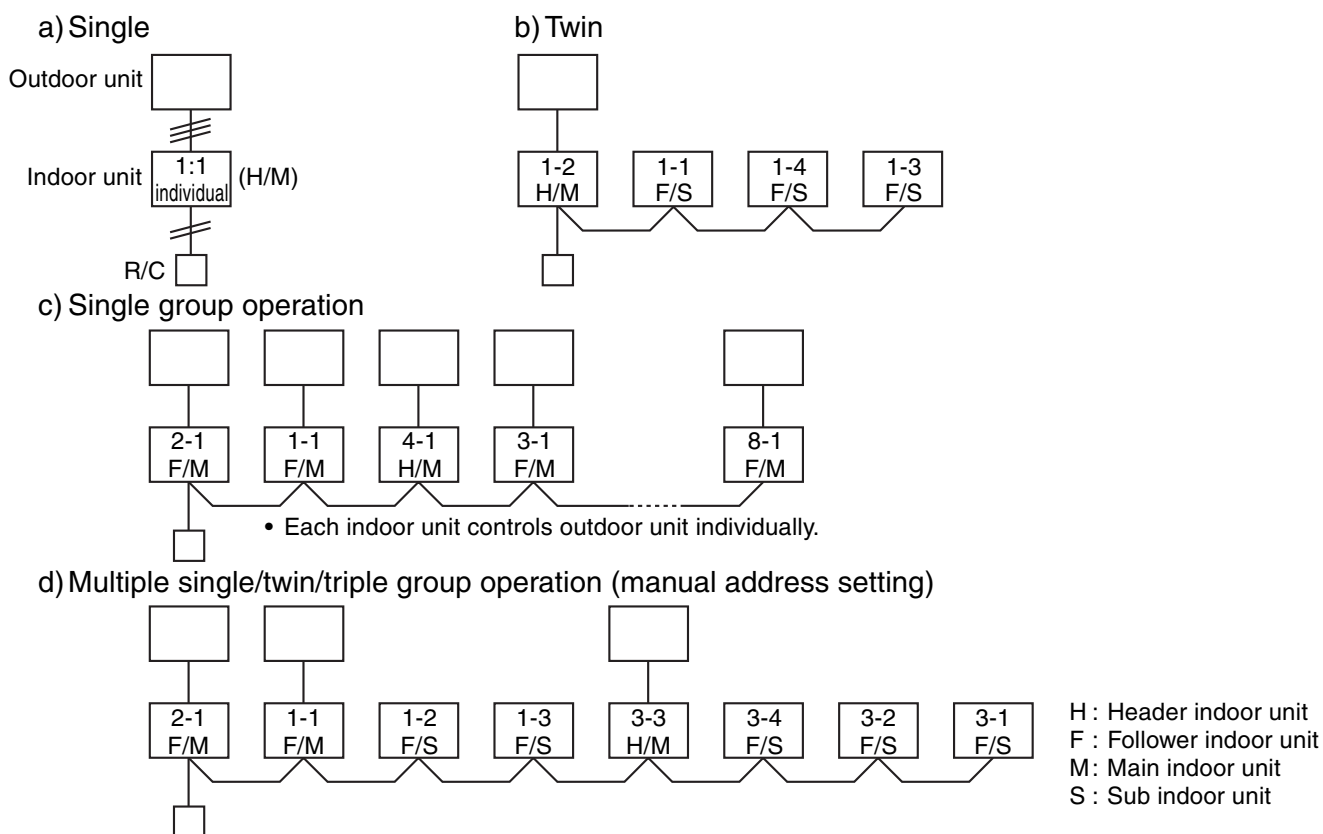 a) Single
b) Twin
Outdoor unit
Indoor unit
1:1
individual
(H/M)
R/C
1-2
H/M
1-1
F/S
1-4
F/S
1-3
F/S
c) Single group operation
2-1
F/M
1-1
F/M
4-1
H/M
3-1
F/M
8-1
F/M
• Each indoor unit controls outdoor unit individually.
d) Multiple single/twin/triple group operation (manual address setting)
2-1
F/M
1-1
F/M
1-2
F/S
1-3
F/S
3-3
H/M
3-4
F/S
3-2
F/S
3-1
F/S
H : Header indoor unit
F : Follower indoor unit
M : Main indoor unit
S : Sub indoor unit